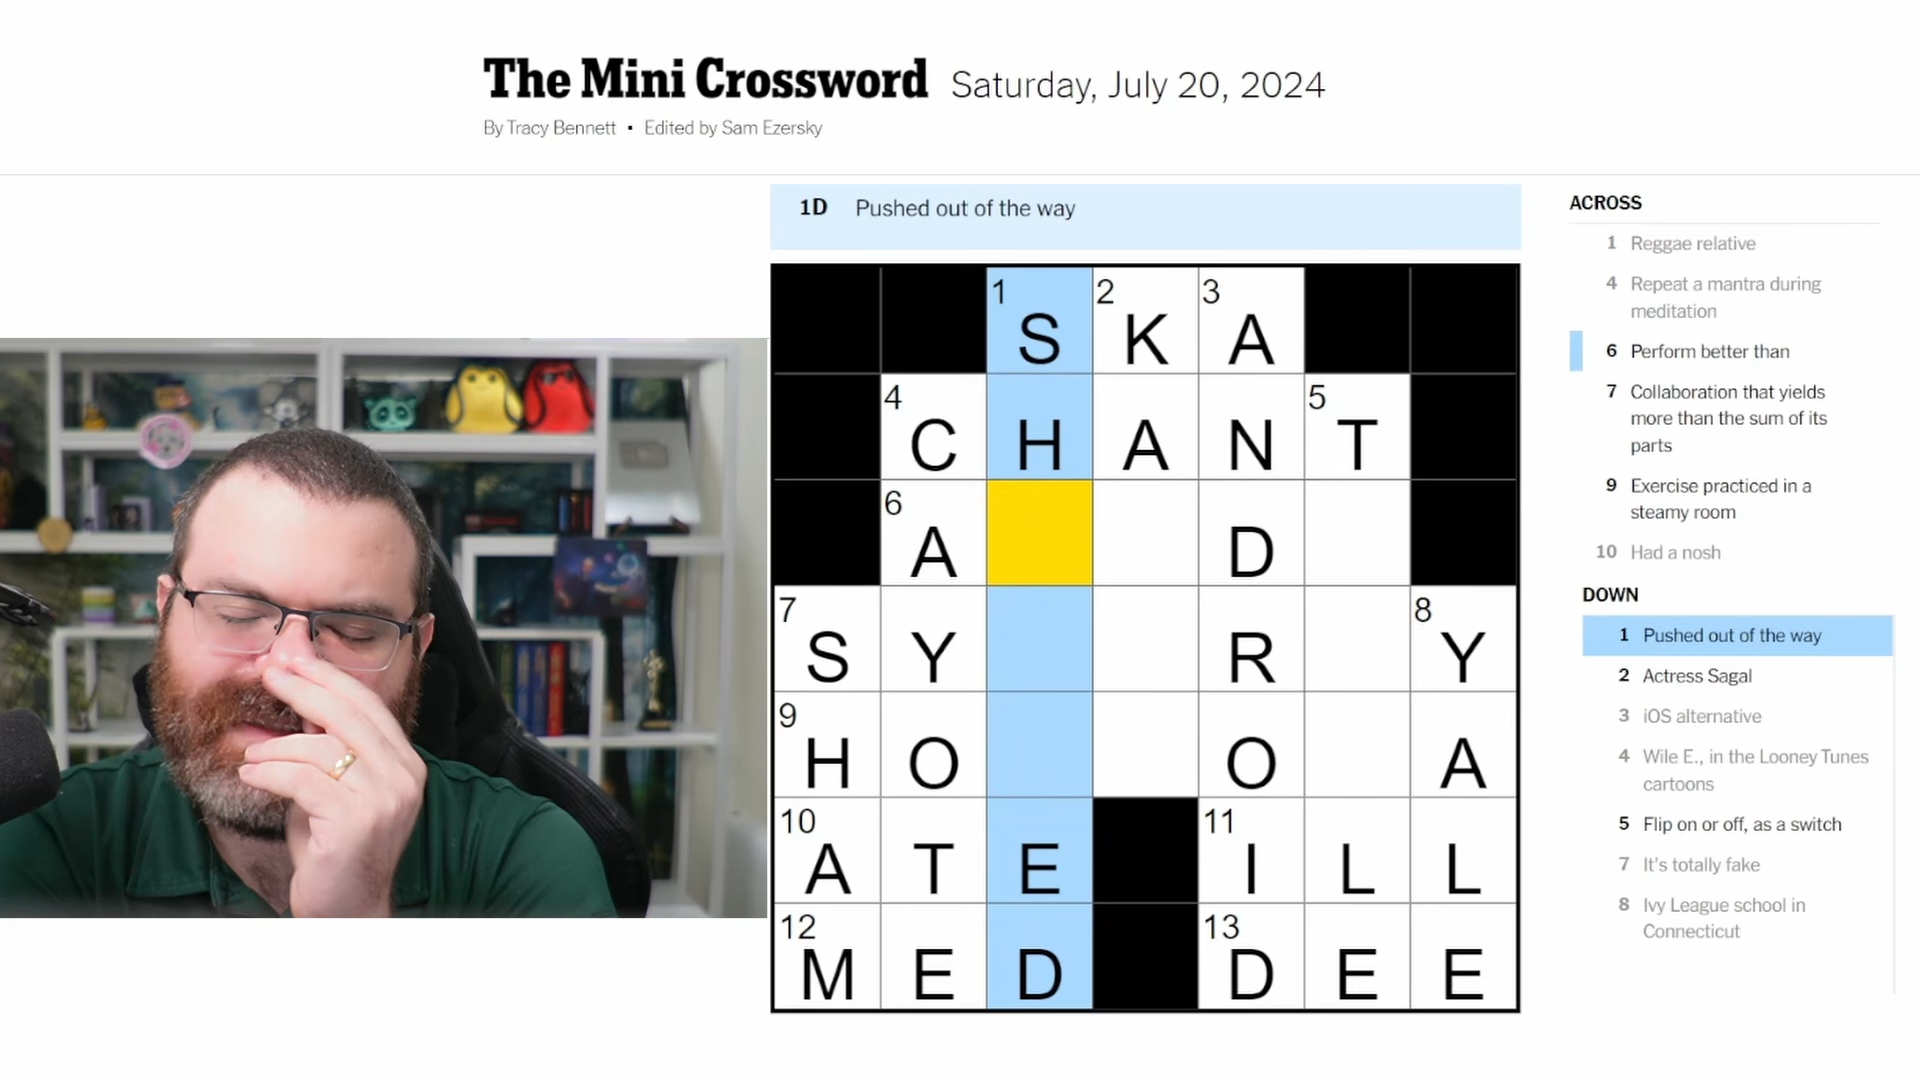 The Mini Crossword Saturday, July 20, 2024
By Tracy Bennett • Edited by Sam Ezersky
1D Pushed out of the way
1 S 2 K 3 A
4 C H A N 5 T
6 A D
7 S Y R 8 Y
9 H O O A
10 A T E 11 I L L
12 M E D 13 D E E
ACROSS
1 Reggae relative
4 Repeat a mantra during
meditation
6 Perform better than
7 Collaboration that yields
more than the sum of its
parts
9 Exercise practiced in a
steamy room
10 Had a nosh
DOWN
1 Pushed out of the way
2 Actress Sagal
3 iOS alternative
4 Wile E., in the Looney Tunes
cartoons
5 Flip on or off, as a switch
7 It's totally fake
8 Ivy League school in
Connecticut